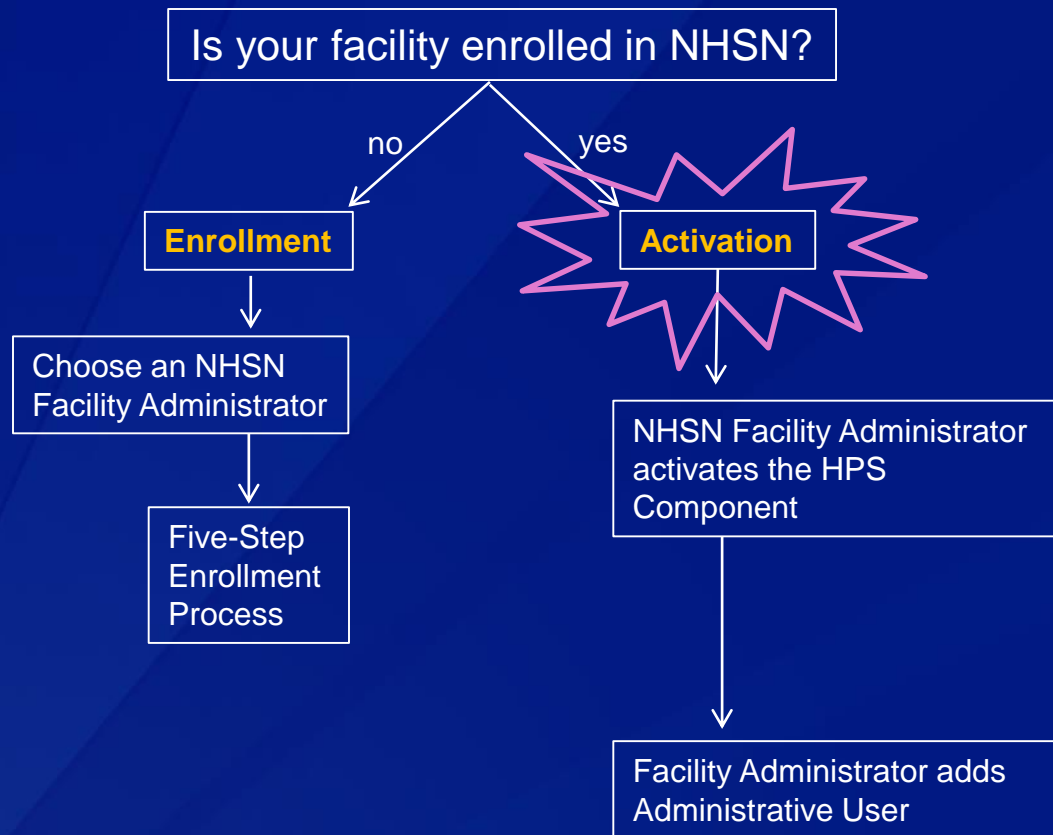 Is your facility enrolled in NHSN?
no
yes
Enrollment
Activation
Choose an NHSN
Facility Administrator
NHSN Facility Administrator
activates the HPS
Component
Five-Step
Enrollment
Process
Facility Administrator adds
Administrative User